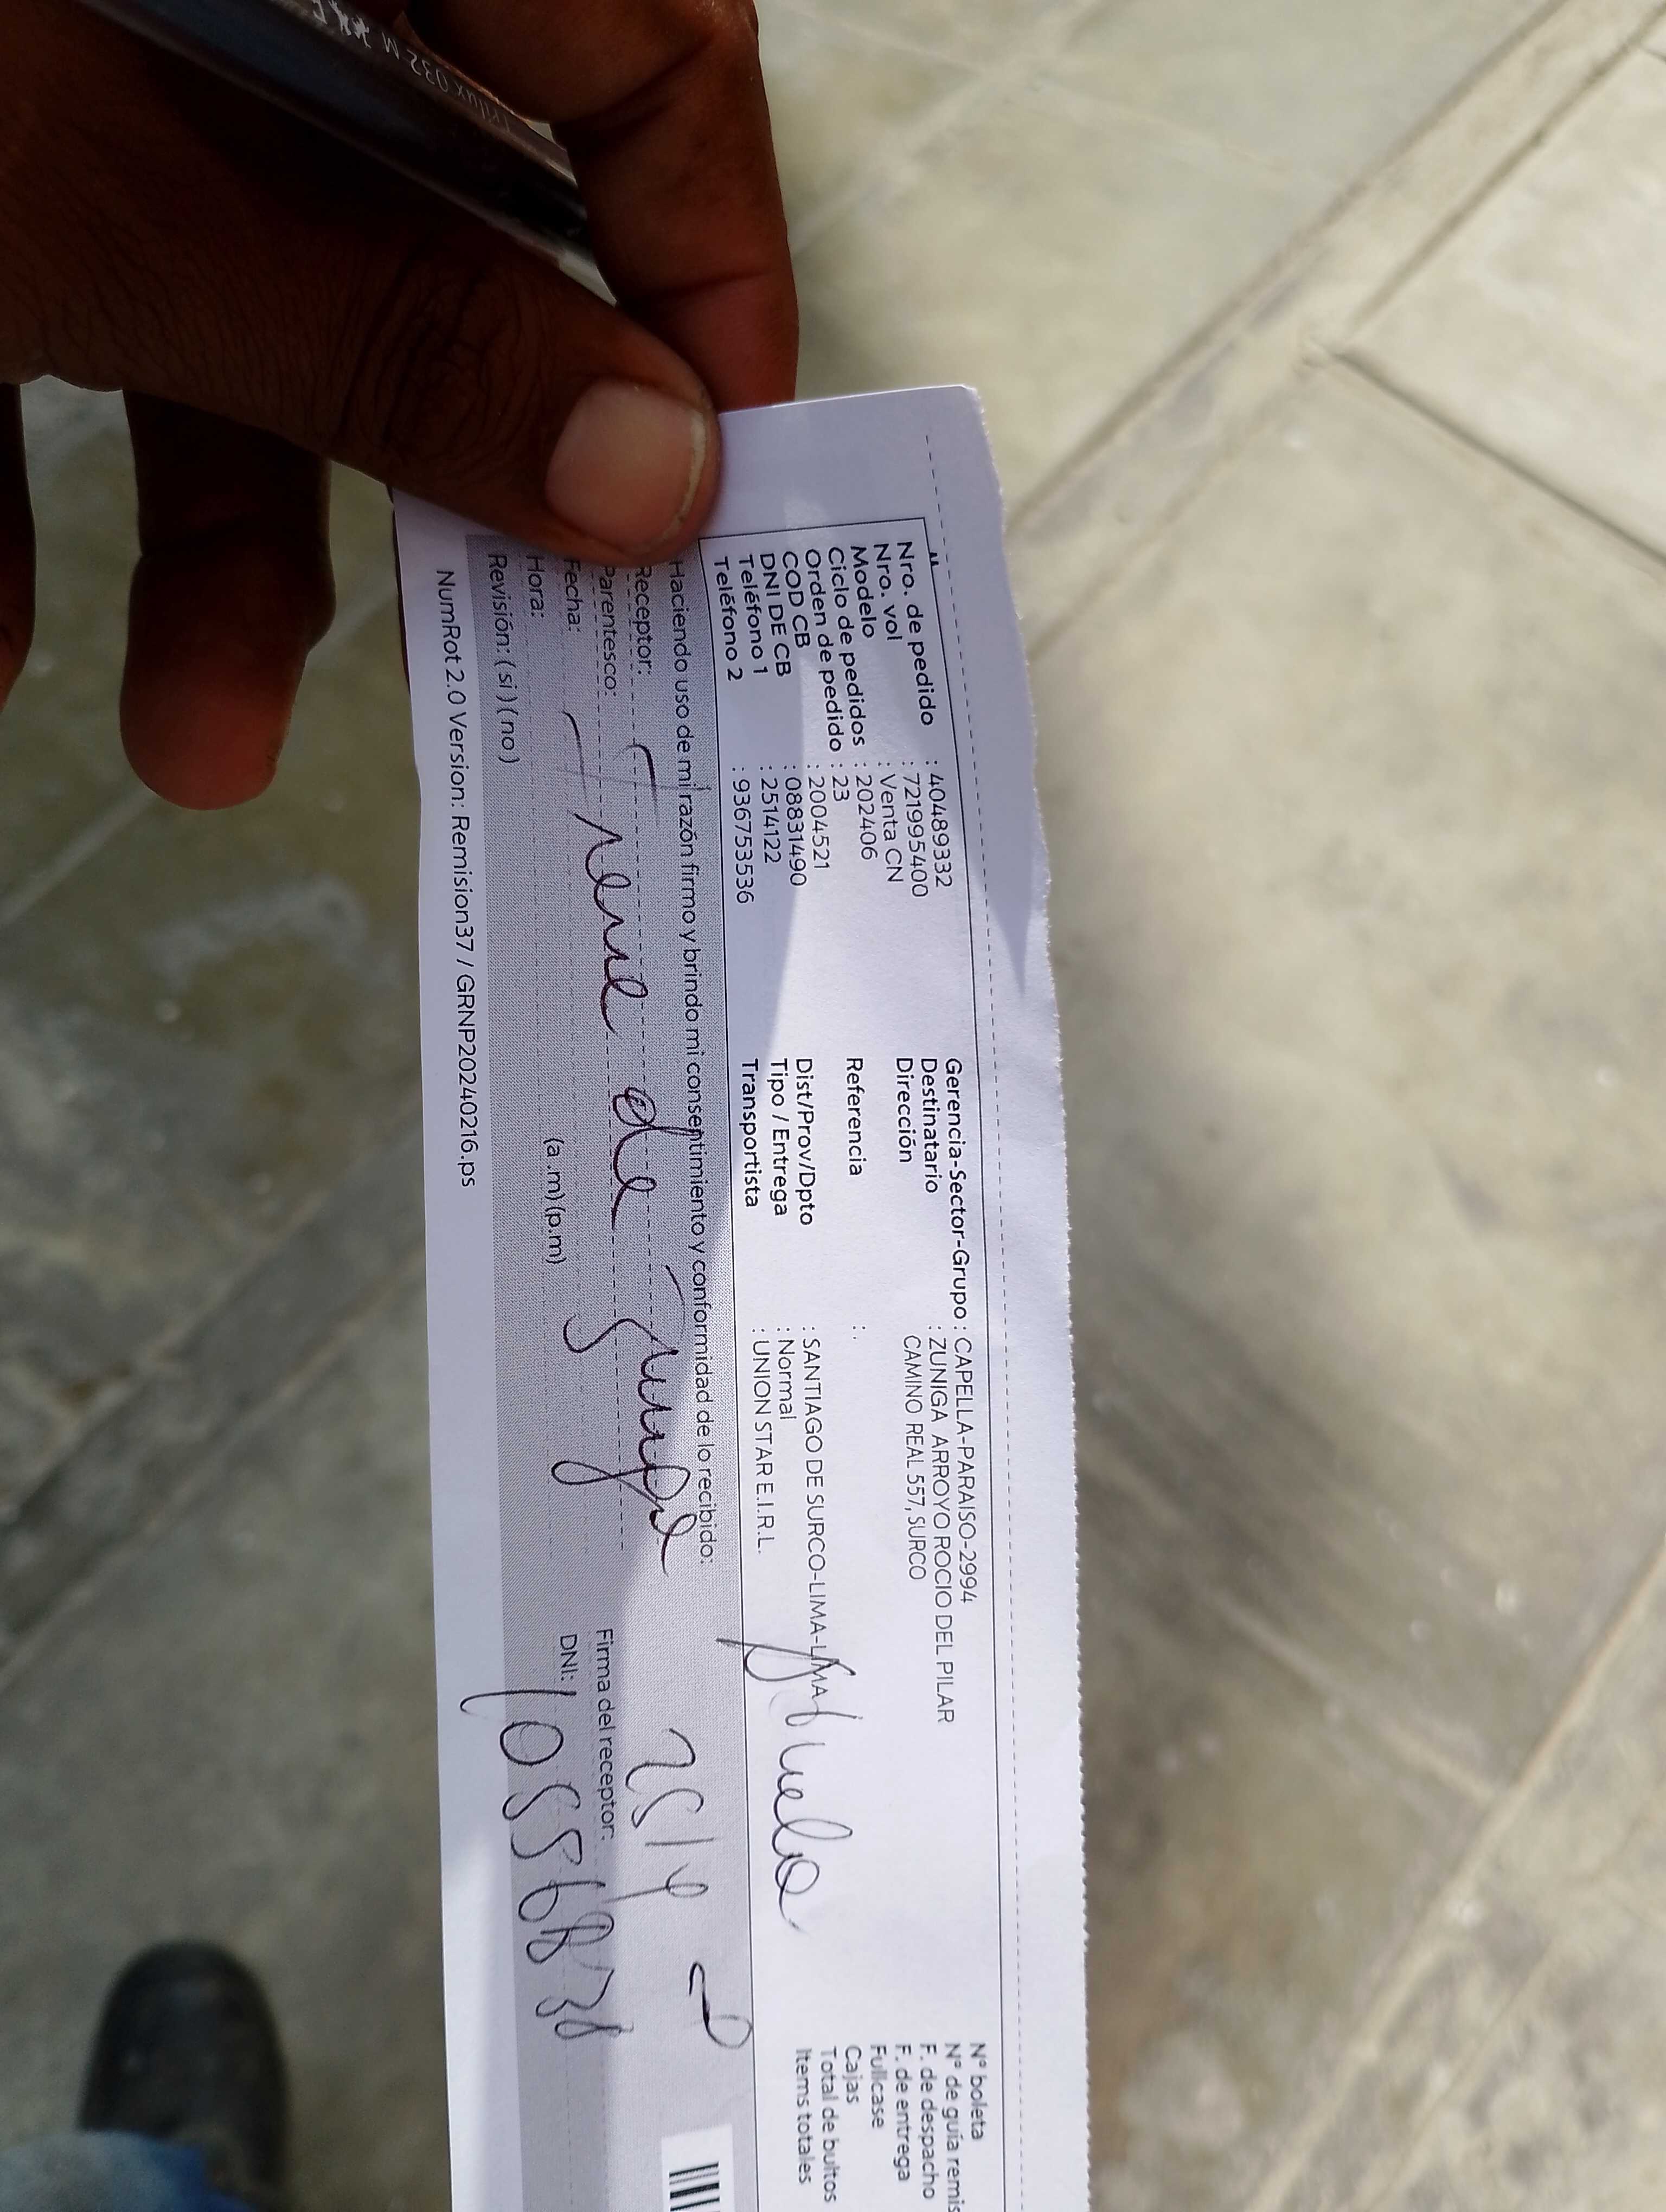 Nro. de pedido : 40489332
Nro. vol : 721995400
Modelo : Venta CN
Ciclo de pedidos : 202406
Orden de pedido : 23
COD CB : 2004521
DNI DE CB : 08831490
Teléfono 1 : 2514122
Teléfono 2 : 936753536
Gerencia-Sector-Grupo : CAPELLA-PARAISO-2994
Destinatario : ZUNIGA ARROYO ROCIO DEL PILAR
Dirección CAMINO REAL 557, SURCO
Referencia : .
Dist/Prov/Dpto : SANTIAGO DE SURCO-LIMA-LIMA
Tipo / Entrega : Normal
Transportista : UNION STAR E.I.R.L.
N° boleta
N° de guía remis
F. de despacho
F. de entrega
Fullcase
Cajas
Total de bultos
Items totales
Haciendo uso de mi razón firmo y brindo mi consentimiento y conformidad de lo recibido:
Receptor:
Parentesco:
Fecha:
Hora: (a .m) (p.m)
Revisión: ( si ) ( no )
Firma del receptor:
DNI:
NumRot 2.0 Version: Remision37 / GRNP20240216.ps
Trilux 032 M